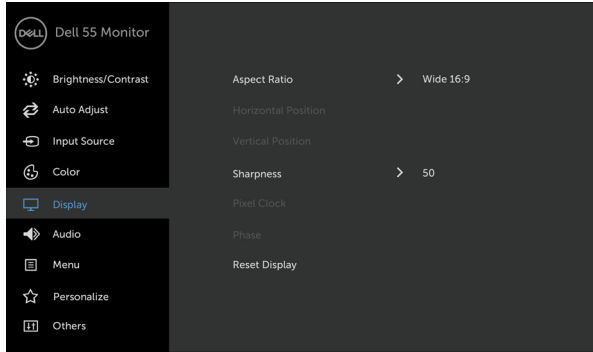 DELL Dell 55 Monitor
Brightness/Contrast
Auto Adjust
Input Source
Color
Display
Audio
Menu
Personalize
Others
Aspect Ratio > Wide 16:9
Horizontal Position
Vertical Position
Sharpness > 50
Pixel Clock
Phase
Reset Display